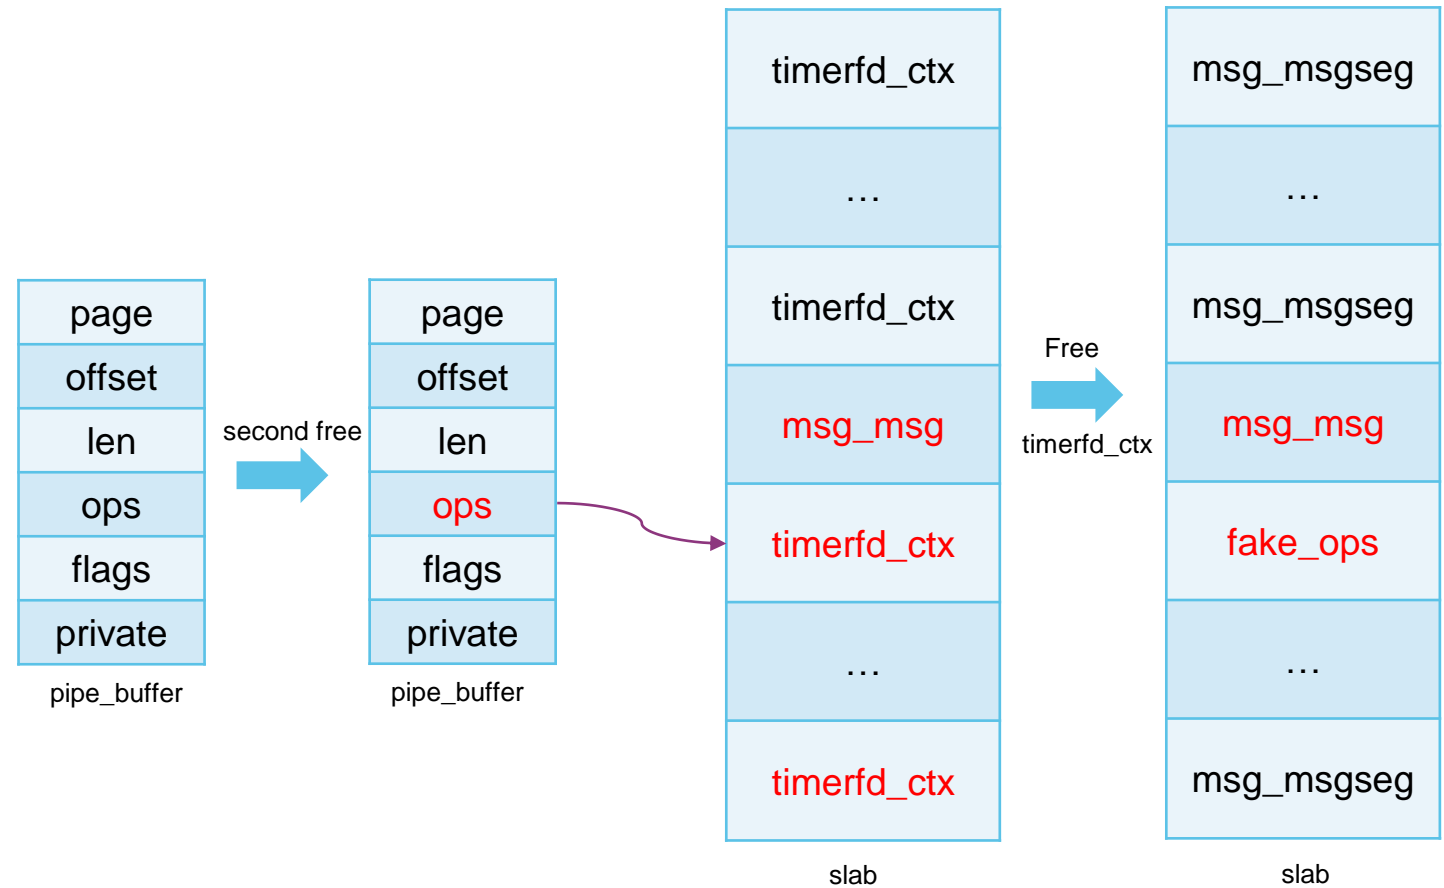 page
offset
len
ops
flags
private
pipe_buffer
second free
page
offset
len
ops
flags
private
pipe_buffer
timerfd_ctx
...
timerfd_ctx
msg_msg
timerfd_ctx
...
timerfd_ctx
slab
Free
timerfd_ctx
msg_msgseg
...
msg_msgseg
msg_msg
fake_ops
...
msg_msgseg
slab